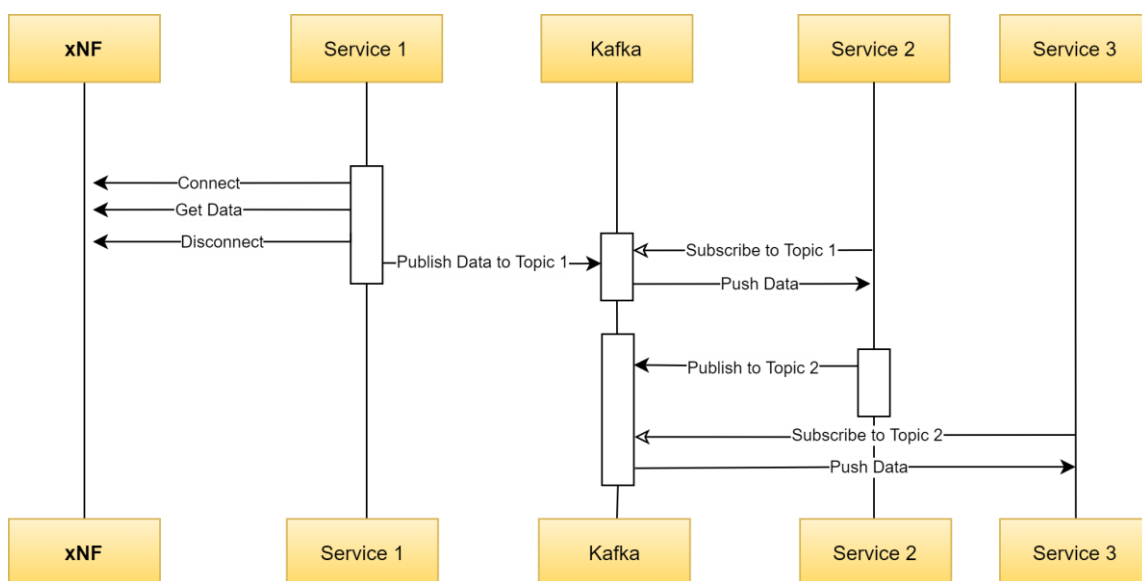 xNF
Service 1
Kafka
Service 2
Service 3
Connect
Get Data
Disconnect
Subscribe to Topic 1
Publish Data to Topic 1
Push Data
Publish to Topic 2
Subscribe to Topic 2
Push Data
xNF
Service 1
Kafka
Service 2
Service 3